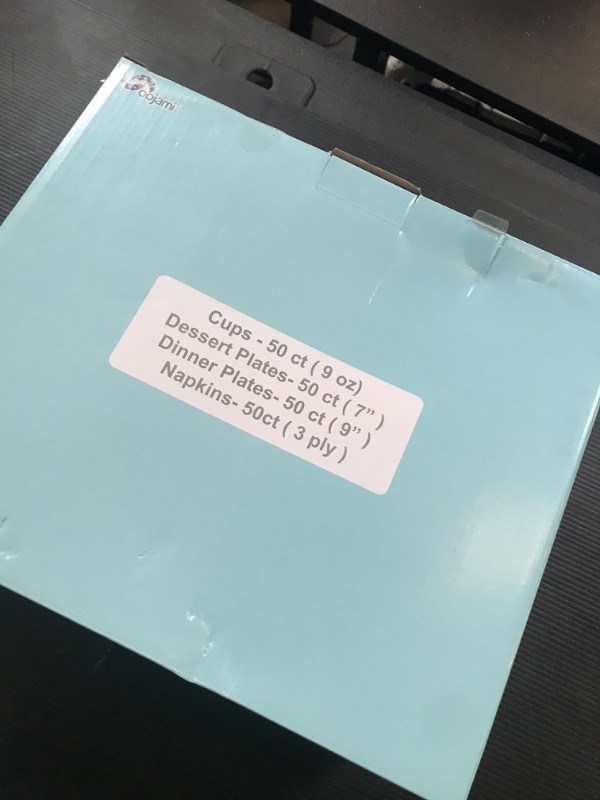 oojami
Cups - 50 ct ( 9 oz)
Dessert Plates- 50 ct ( 7” )
Dinner Plates- 50 ct ( 9” )
Napkins- 50ct ( 3 ply )